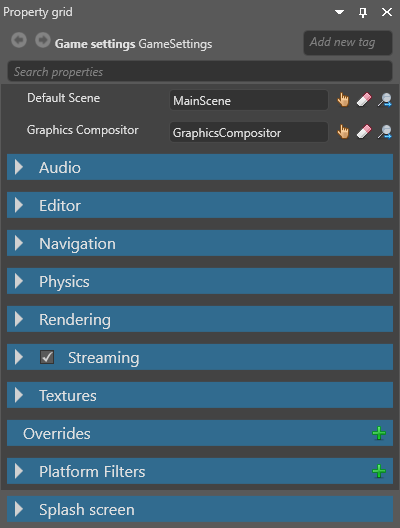 Property grid
Game settings GameSettings
Add new tag
Search properties
Default Scene
MainScene
Graphics Compositor
GraphicsCompositor
Audio
Editor
Navigation
Physics
Rendering
Streaming
Textures
Overrides
Platform Filters
Splash screen